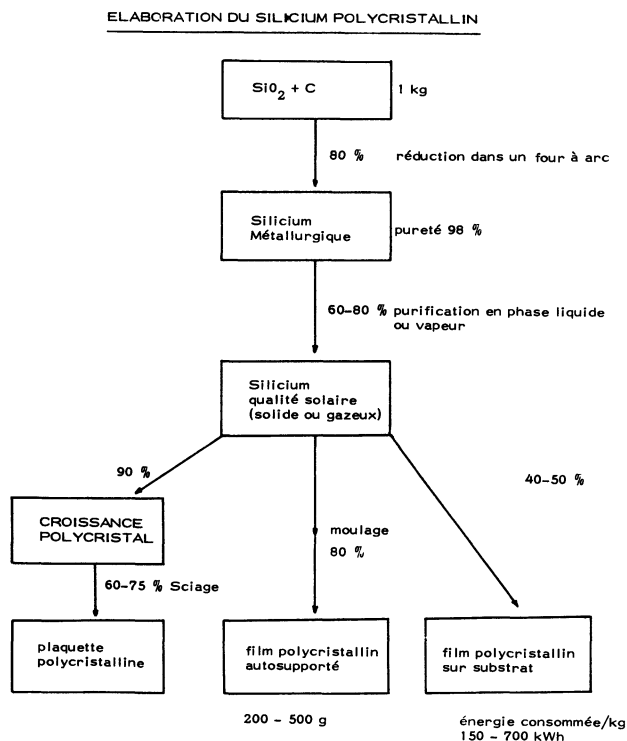 ELABORATION DU SILICIUM POLYCRISTALLIN
SiO2 + C
1 kg
80 % réduction dans un four à arc
Silicium
Métallurgique
pureté 98 %
60-80 % purification en phase liquide
ou vapeur
Silicium
qualité solaire
(solide ou gazeux)
90 %
40-50 %
CROISSANCE
POLYCRISTAL
moulage
80 %
60-75 % Sciage
plaquette
polycristalline
film polycristallin
autosupporté
film polycristallin
sur substrat
200 - 500 g
énergie consommée/kg
150 - 700 kWh